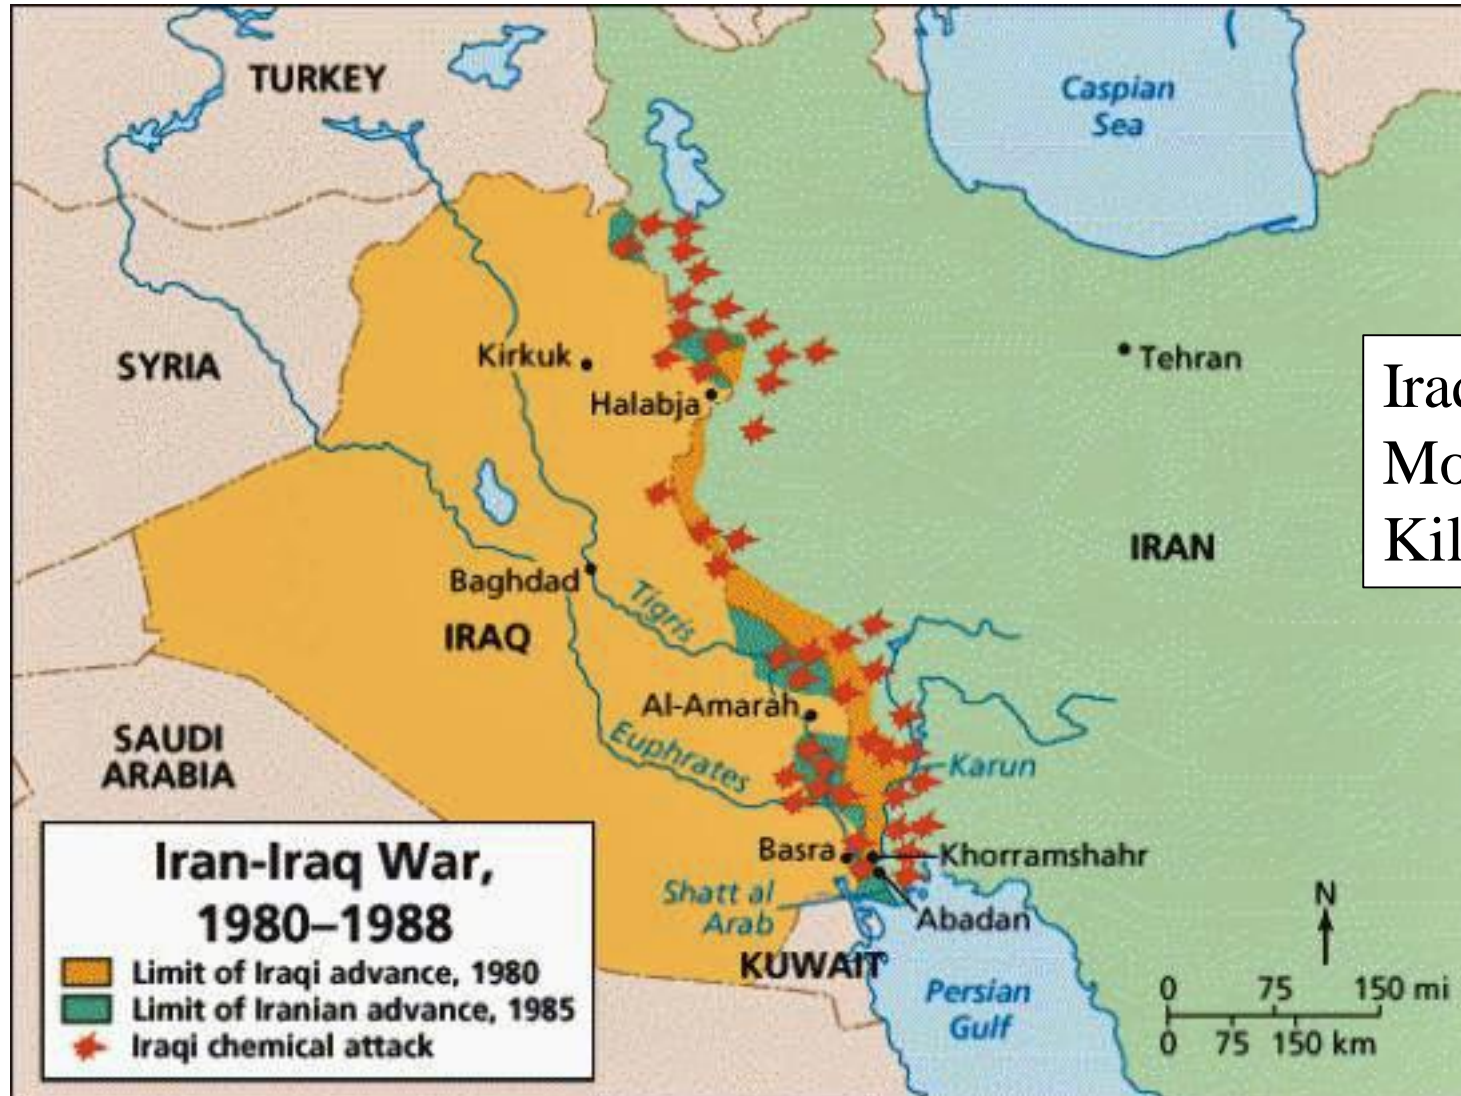 TURKEY
Caspian
Sea
SYRIA
Kirkuk
Halabja
Tehran
Mo
Kil
IRAN
Baghdad
Tigris
IRAQ
Al-Amarah
Euphrates
SAUDI
ARABIA
Karun
Basra
Khorramshahr
Shatt al
Arab
Abadan
KUWAIT
Persian
Gulf
N
0 75 150 mi
0 75 150 km
Iran-Iraq War,
1980–1988
Limit of Iraqi advance, 1980
Limit of Iranian advance, 1985
Iraqi chemical attack